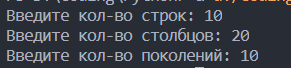 Введите кол-во строк: 10
Введите кол-во столбцов: 20
Введите кол-во поколений: 10